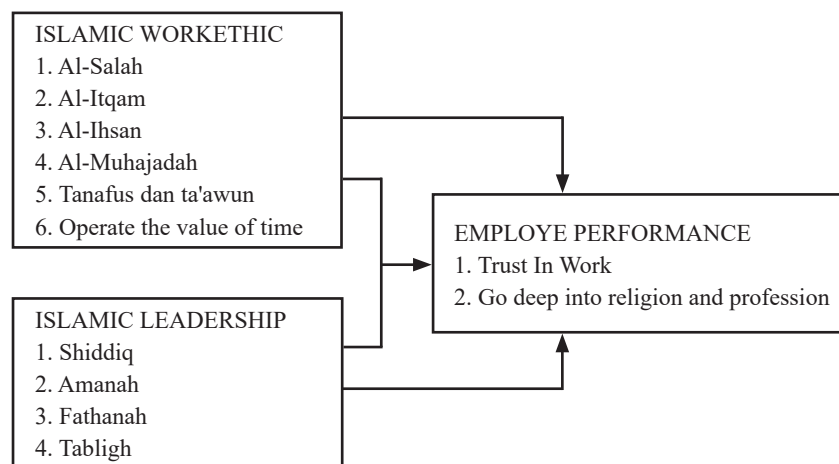 ISLAMIC WORKETHIC
1. Al-Salah
2. Al-Itqam
3. Al-Ihsan
4. Al-Muhajadah
5. Tanafus dan ta'awun
6. Operate the value of time
EMPLOYE PERFORMANCE
1. Trust In Work
2. Go deep into religion and profession
ISLAMIC LEADERSHIP
1. Shiddiq
2. Amanah
3. Fathanah
4. Tabligh